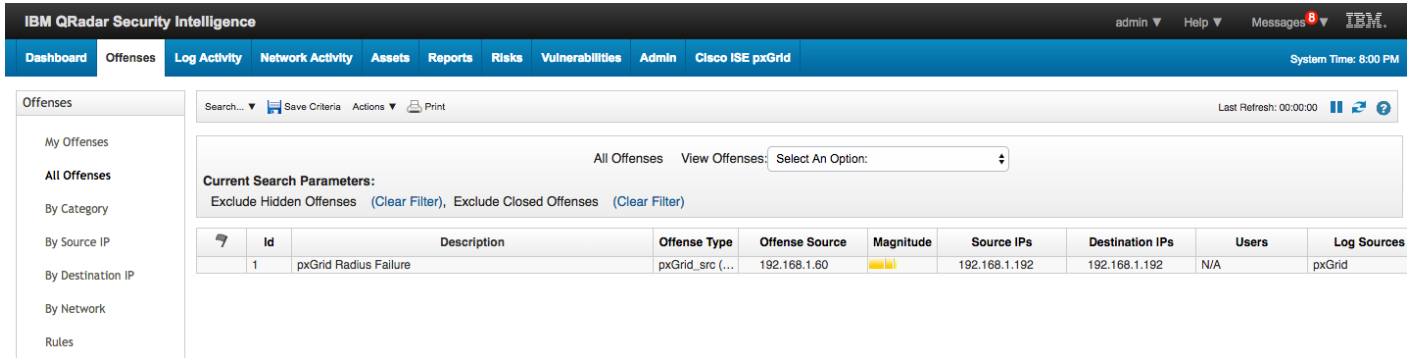 IBM QRadar Security Intelligence
admin ▼ Help ▼ Messages 8 ▼ IBM.
Dashboard Offenses Log Activity Network Activity Assets Reports Risks Vulnerabilities Admin Cisco ISE pxGrid System Time: 8:00 PM
Offenses
My Offenses
All Offenses
By Category
By Source IP
By Destination IP
By Network
Rules
Search... ▼ Save Criteria Actions ▼ Print Last Refresh: 00:00:00
All Offenses View Offenses: Select An Option:
Current Search Parameters:
Exclude Hidden Offenses (Clear Filter), Exclude Closed Offenses (Clear Filter)
Id Description Offense Type Offense Source Magnitude Source IPs Destination IPs Users Log Sources
1 pxGrid Radius Failure pxGrid_src (... 192.168.1.60 192.168.1.192 192.168.1.192 N/A pxGrid